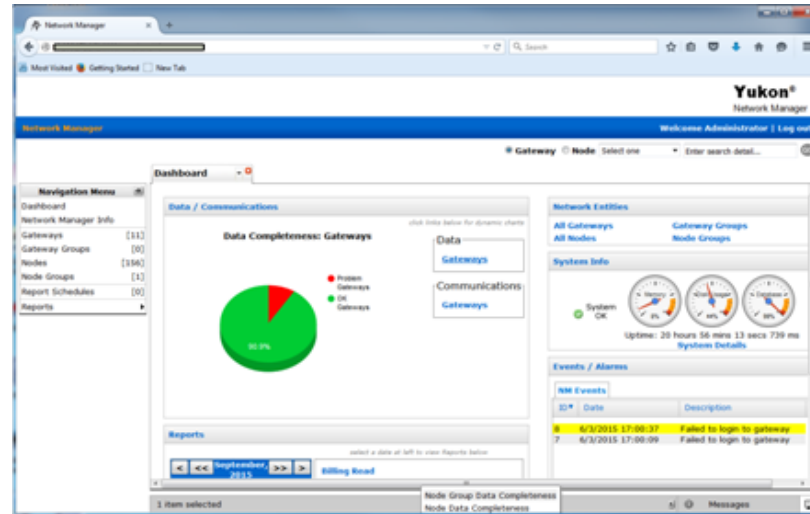 Network Manager
Search
Most Visited
Getting Started
New Tab
Yukon®
Network Manager
Network Manager
Welcome Administrator | Log out
Gateway
Node
Select one
Enter search detail...
Dashboard
Navigation Menu
Dashboard
Network Manager Info
Gateways [11]
Gateway Groups [0]
Nodes [156]
Node Groups [1]
Report Schedules [0]
Reports
Data / Communications
click links below for dynamic charts
Data Completeness: Gateways
Problem Gateways
OK Gateways
90.9%
Data
Gateways
Communications
Gateways
Reports
select a date at left to view Reports below
< << September, 2015 >> >
Billing Read
Network Entities
All Gateways
Gateway Groups
All Nodes
Node Groups
System Info
System OK
Uptime: 20 hours 56 mins 13 secs 739 ms
System Details
Events / Alarms
NM Events
ID
Date
Description
8 6/3/2015 17:00:37 Failed to login to gateway
7 6/3/2015 17:00:09 Failed to login to gateway
1 item selected
Node Group Data Completeness
Node Data Completeness
Messages